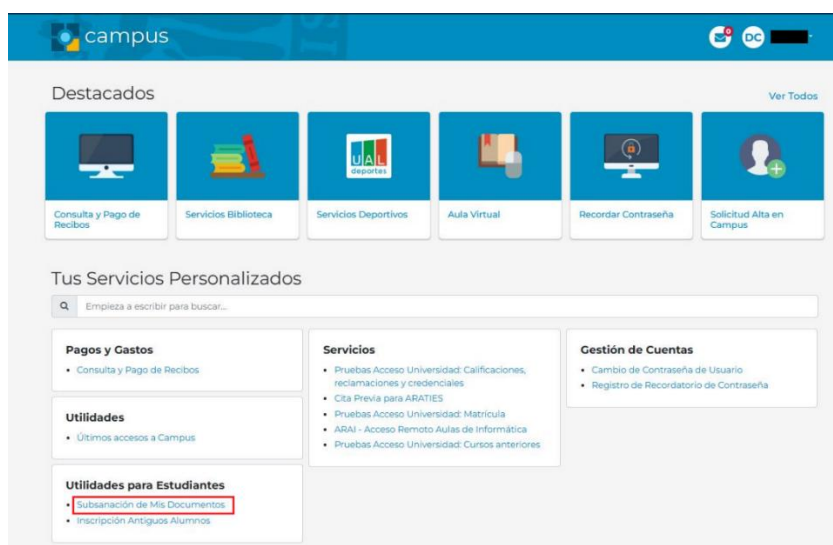 campus
0
DC
Destacados
Ver Todos
UAL
deportes
Consulta y Pago de
Recibos
Servicios Biblioteca
Servicios Deportivos
Aula Virtual
Recordar Contraseña
Solicitud Alta en
Campus
Tus Servicios Personalizados
Empieza a escribir para buscar...
Pagos y Gastos
• Consulta y Pago de Recibos
Utilidades
• Últimos accesos a Campus
Utilidades para Estudiantes
• Subsanación de Mis Documentos
• Inscripción Antiguos Alumnos
Servicios
• Pruebas Acceso Universidad: Calificaciones,
reclamaciones y credenciales
• Cita Previa para ARATIES
• Pruebas Acceso Universidad: Matrícula
• ARAI - Acceso Remoto Aulas de Informática
• Pruebas Acceso Universidad: Cursos anteriores
Gestión de Cuentas
• Cambio de Contraseña de Usuario
• Registro de Recordatorio de Contraseña